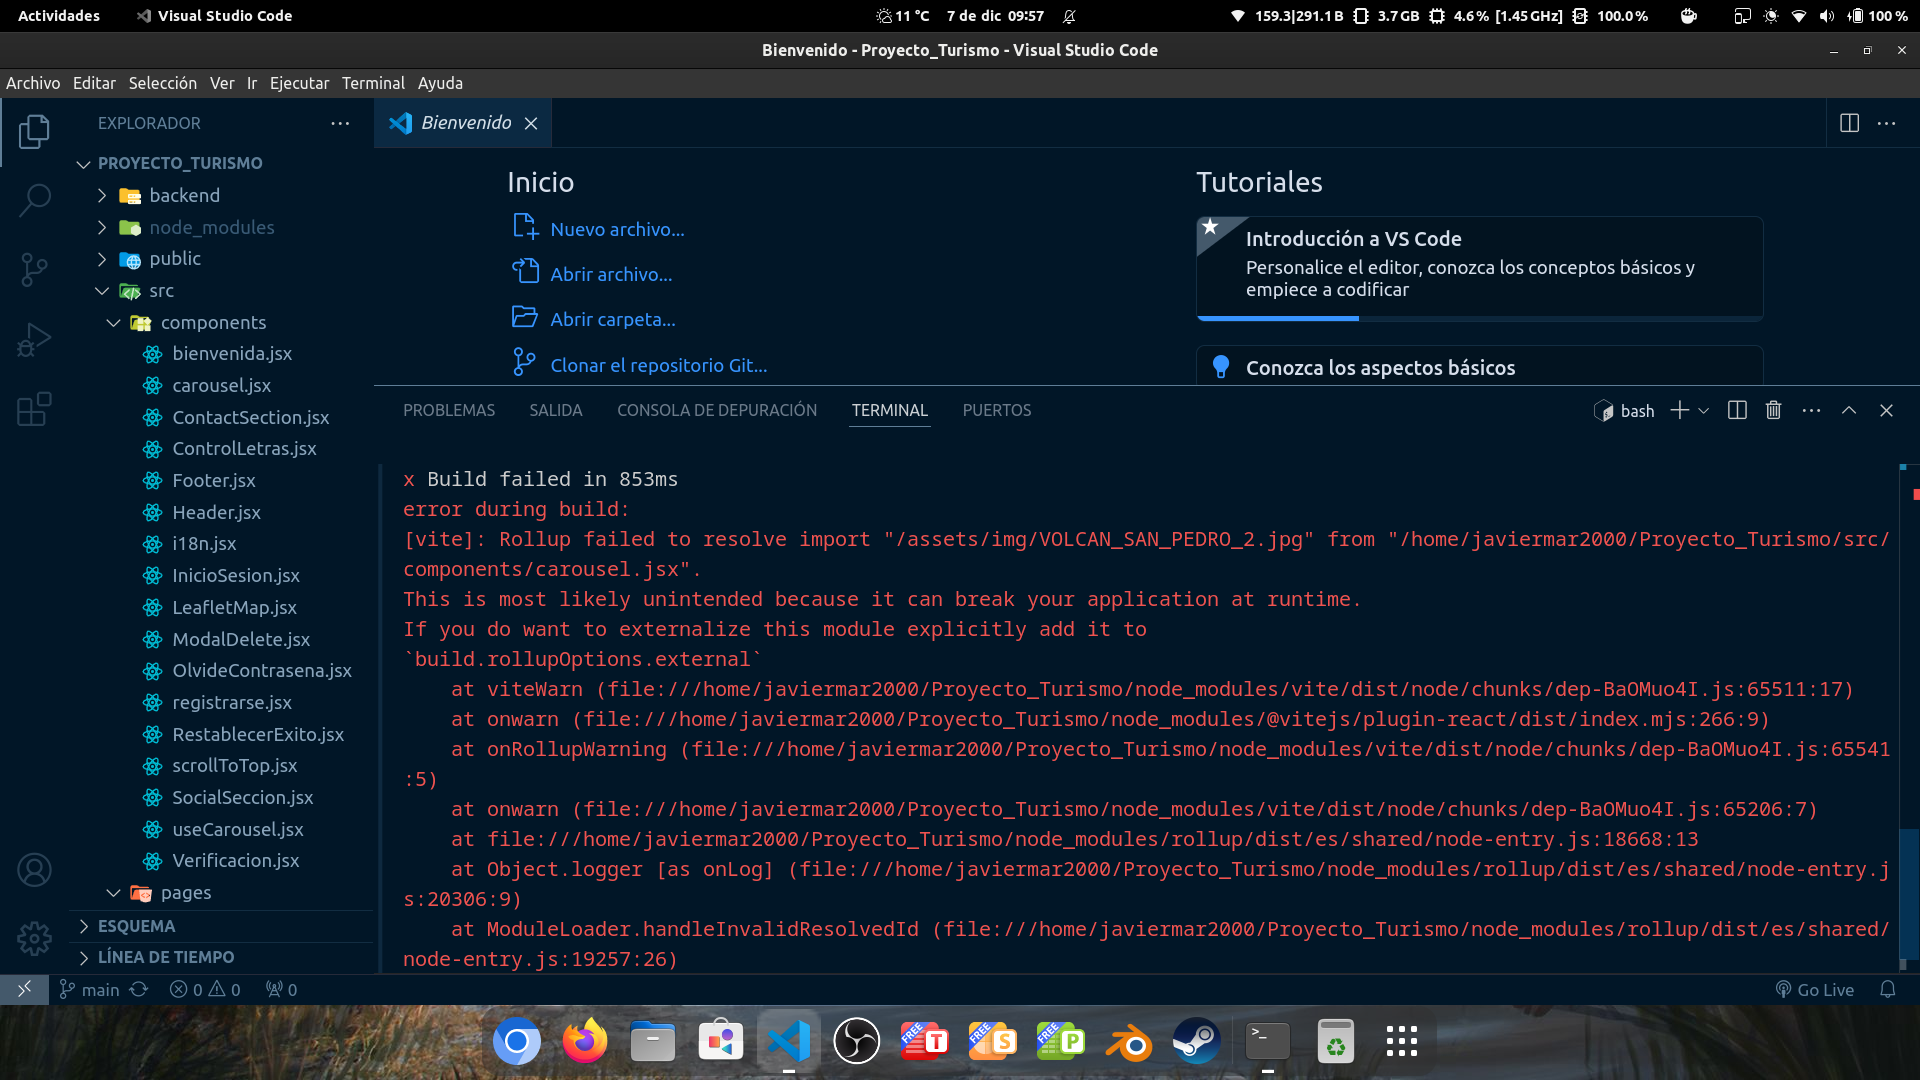 Actividades
Visual Studio Code
11 °C
7 de dic 09:57
159.3|291.1 B
3.7 GB
4.6 % [1.45 GHz]
100.0 %
100 %
Bienvenido - Proyecto_Turismo - Visual Studio Code
Archivo Editar Selección Ver Ir Ejecutar Terminal Ayuda
EXPLORADOR
PROYECTO_TURISMO
backend
node_modules
public
src
components
bienvenida.jsx
carousel.jsx
ContactSection.jsx
ControlLetras.jsx
Footer.jsx
Header.jsx
i18n.jsx
InicioSesion.jsx
LeafletMap.jsx
ModalDelete.jsx
OlvideContrasena.jsx
registrarse.jsx
RestablecerExito.jsx
scrollToTop.jsx
SocialSeccion.jsx
useCarousel.jsx
Verificacion.jsx
pages
ESQUEMA
LÍNEA DE TIEMPO
Bienvenido
Inicio
Nuevo archivo...
Abrir archivo...
Abrir carpeta...
Clonar el repositorio Git...
Tutoriales
Introducción a VS Code
Personalice el editor, conozca los conceptos básicos y
empiece a codificar
Conozca los aspectos básicos
PROBLEMAS SALIDA CONSOLA DE DEPURACIÓN TERMINAL PUERTOS
bash
x Build failed in 853ms
error during build:
[vite]: Rollup failed to resolve import "/assets/img/VOLCAN_SAN_PEDRO_2.jpg" from "/home/javiermar2000/Proyecto_Turismo/src/
components/carousel.jsx".
This is most likely unintended because it can break your application at runtime.
If you do want to externalize this module explicitly add it to
`build.rollupOptions.external`
at viteWarn (file:///home/javiermar2000/Proyecto_Turismo/node_modules/vite/dist/node/chunks/dep-BaOMuo4I.js:65511:17)
at onwarn (file:///home/javiermar2000/Proyecto_Turismo/node_modules/@vitejs/plugin-react/dist/index.mjs:266:9)
at onRollupWarning (file:///home/javiermar2000/Proyecto_Turismo/node_modules/vite/dist/node/chunks/dep-BaOMuo4I.js:65541
:5)
at onwarn (file:///home/javiermar2000/Proyecto_Turismo/node_modules/vite/dist/node/chunks/dep-BaOMuo4I.js:65206:7)
at file:///home/javiermar2000/Proyecto_Turismo/node_modules/rollup/dist/es/shared/node-entry.js:18668:13
at Object.logger [as onLog] (file:///home/javiermar2000/Proyecto_Turismo/node_modules/rollup/dist/es/shared/node-entry.j
s:20306:9)
at ModuleLoader.handleInvalidResolvedId (file:///home/javiermar2000/Proyecto_Turismo/node_modules/rollup/dist/es/shared/
node-entry.js:19257:26)
main
0
0
0
Go Live
FREE T
FREE S
FREE P
>_